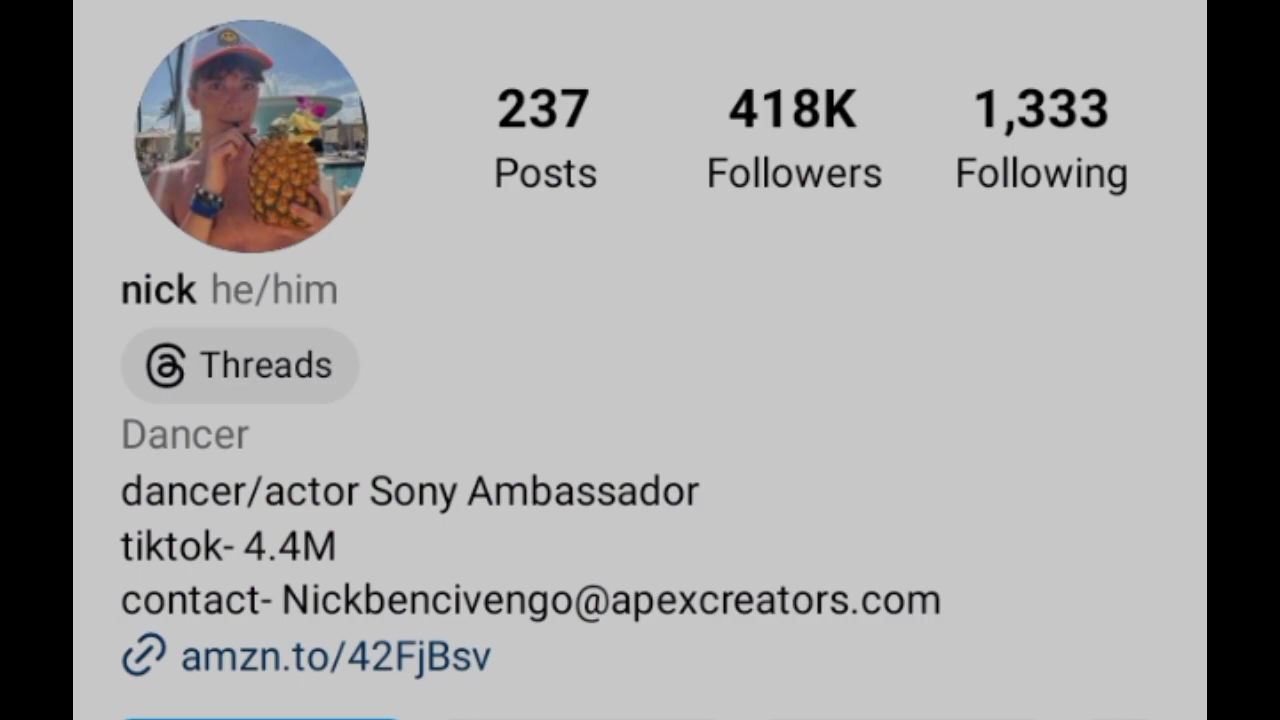 237 418K 1,333
Posts Followers Following
nick he/him
Threads
Dancer
dancer/actor Sony Ambassador
tiktok- 4.4M
contact- Nickbencivengo@apexcreators.com
amzn.to/42FjBsv